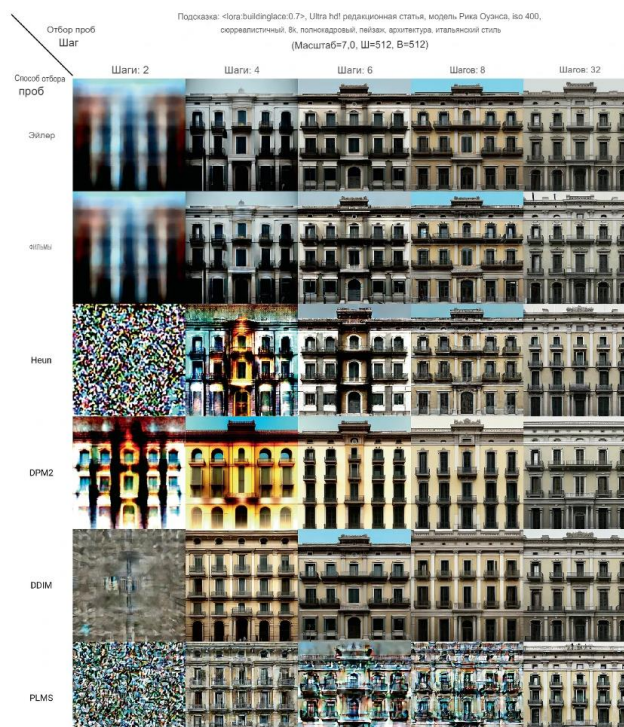 Подсказка: <lora:buildinglace:0.7>, Ultra hd! редакционная статья, модель Рика Оуэнса, iso 400,
сюрреалистичный, 8k, полнокадровый, пейзаж, архитектура, итальянский стиль
(Масштаб=7,0, Ш=512, В=512)
Отбор проб
Шаг
Шаги: 2
Шаги: 4
Шаги: 6
Шагов: 8
Шагов: 32
Способ отбора
проб
Эйлер
ФИЛЬМЫ
Heun
DPM2
DDIM
PLMS